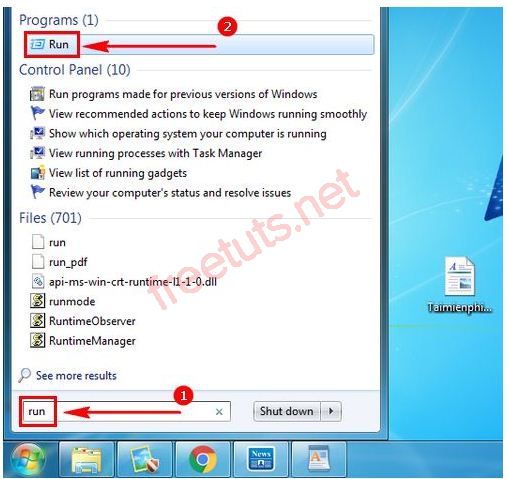 Programs (1)
2
Run
Control Panel (10)
Run programs made for previous versions of Windows
View recommended actions to keep Windows running smoothly
Show which operating system your computer is running
View running processes with Task Manager
View list of running gadgets
Review your computer's status and resolve issues
Files (701)
run
run_pdf
api-ms-win-crt-runtime-l1-1-0.dll
runmode
RuntimeObserver
RuntimeManager
freetuts.net
Taimienphi...
See more results
1
run
Shut down
News